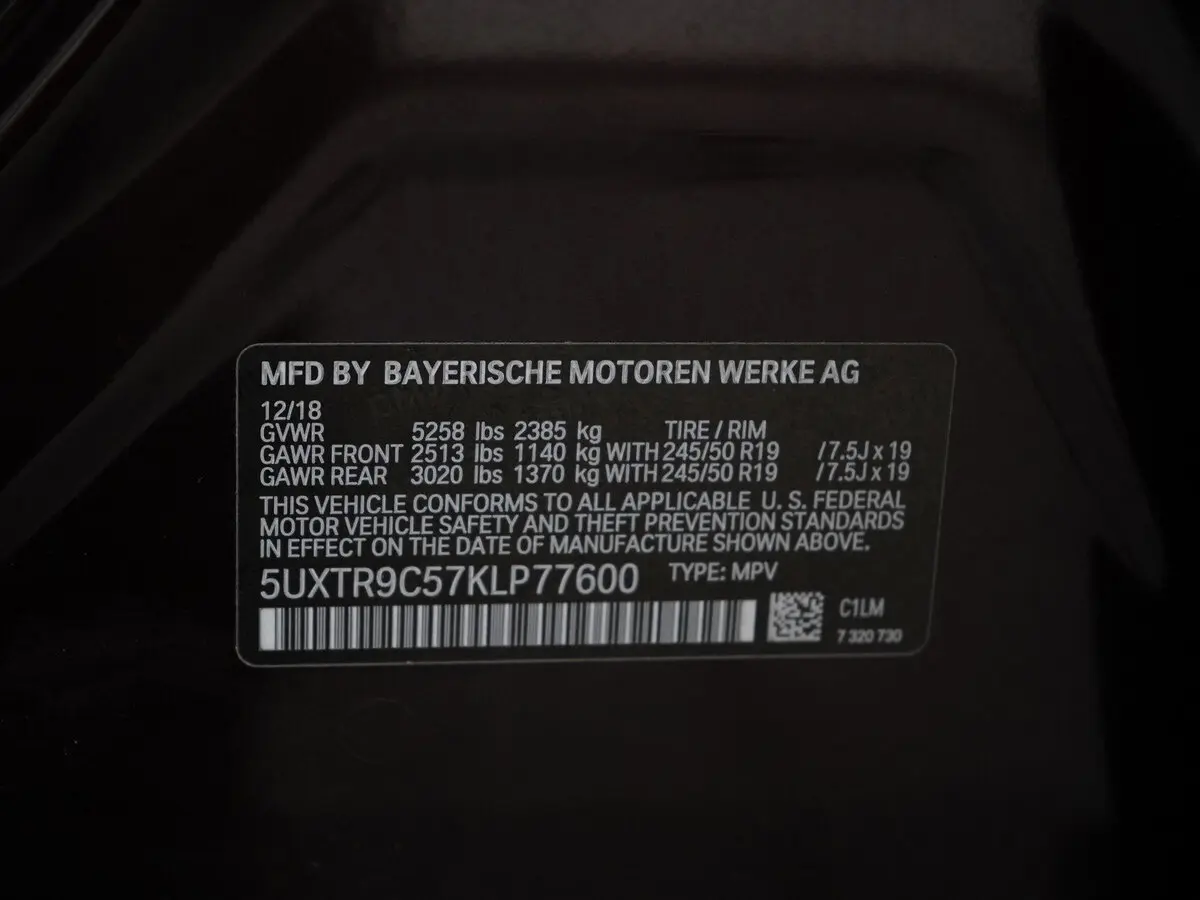 MFD BY BAYERISCHE MOTOREN WERKE AG
12/18
GVWR 5258 lbs 2385 kg TIRE / RIM
GAWR FRONT 2513 lbs 1140 kg WITH 245/50 R19 / 7.5J x 19
GAWR REAR 3020 lbs 1370 kg WITH 245/50 R19 / 7.5J x 19
THIS VEHICLE CONFORMS TO ALL APPLICABLE U. S. FEDERAL
MOTOR VEHICLE SAFETY AND THEFT PREVENTION STANDARDS
IN EFFECT ON THE DATE OF MANUFACTURE SHOWN ABOVE.
5UXTR9C57KLP77600 TYPE: MPV
C1LM
7 320 730